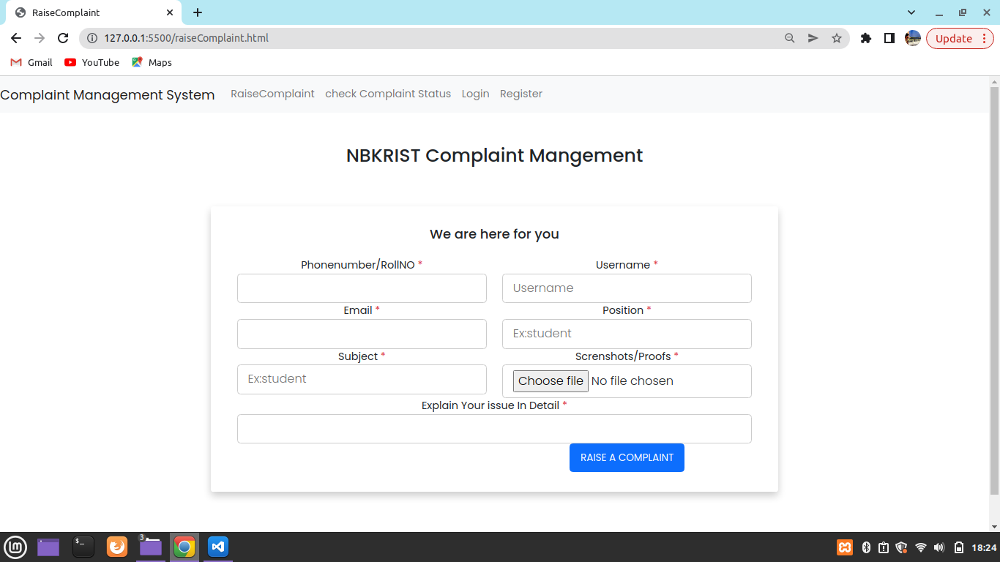 RaiseComplaint
127.0.0.1:5500/raiseComplaint.html
Update
Gmail YouTube Maps
Complaint Management System RaiseComplaint check Complaint Status Login Register
NBKRIST Complaint Mangement
We are here for you
Phonenumber/RollNO * Username *
Username
Email * Position *
Ex:student
Subject * Screnshots/Proofs *
Ex:student Choose file No file chosen
Explain Your issue In Detail *
RAISE A COMPLAINT
3
18:24